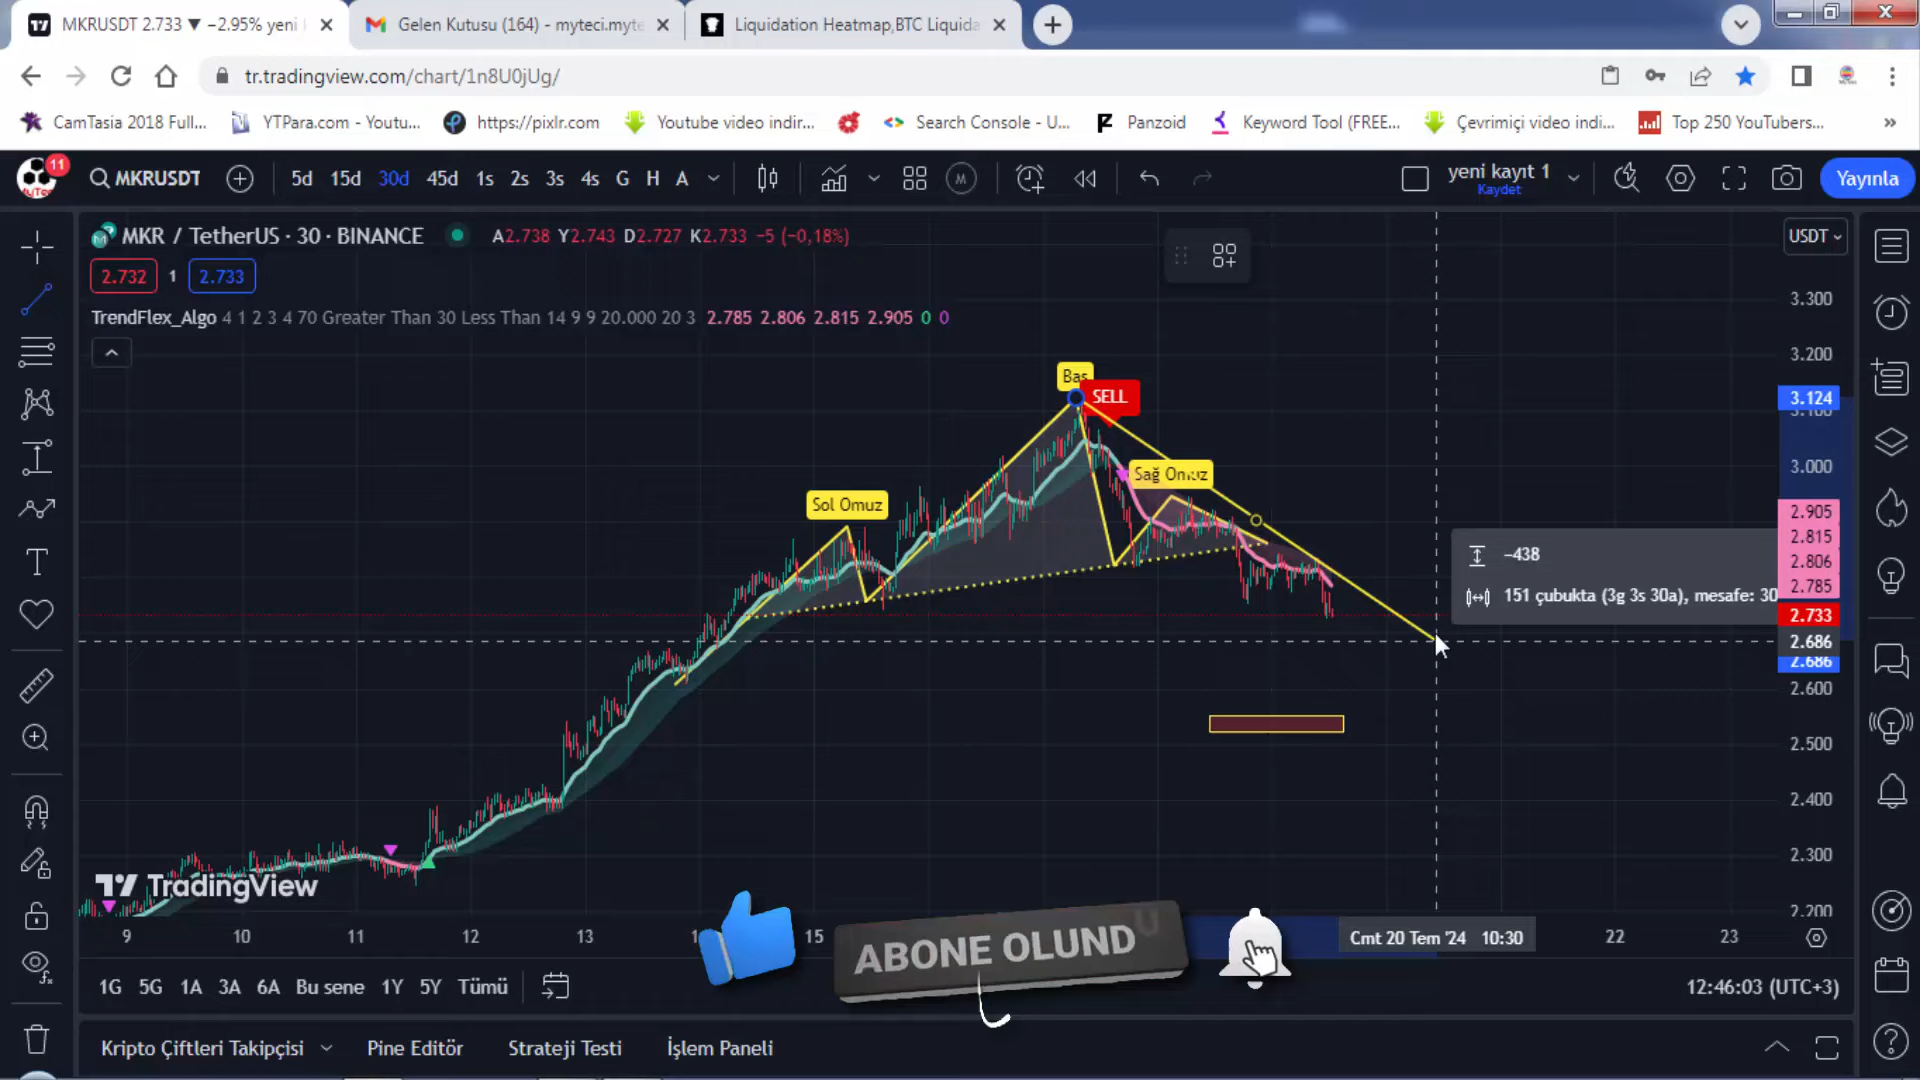 MKRUSDT 2.733 ▼ −2.95% yeni
Gelen Kutusu (164) - myteci.myte
Liquidation Heatmap,BTC Liquida
tr.tradingview.com/chart/1n8U0jUg/
CamTasia 2018 Full...
YTPara.com - Youtu...
https://pixlr.com
Youtube video indir...
Search Console - U...
Panzoid
Keyword Tool (FREE...
Çevrimiçi video indi...
Top 250 YouTubers...
11
MKRUSDT
5d 15d 30d 45d 1s 2s 3s 4s G H A
M
yeni kayıt 1
Kaydet
Yayınla
MKR / TetherUS · 30 · BINANCE
A2.738 Y2.743 D2.727 K2.733 −5 (−0,18%)
USDT
2.732 1 2.733
TrendFlex_Algo 4 1 2 3 4 70 Greater Than 30 Less Than 14 9 9 20.000 20 3 2.785 2.806 2.815 2.905 0 0
3.300
3.200
Baş
SELL
3.124
3.100
3.000
Sağ Omuz
Sol Omuz
2.905
2.815
2.806
2.785
−438
151 çubukta (3g 3s 30a), mesafe: 30
2.733
2.686
2.686
2.600
2.500
2.400
2.300
2.200
TradingView
9 10 11 12 13 15
Cmt 20 Tem '24 10:30
22 23
ABONE OLUND U
1G 5G 1A 3A 6A Bu sene 1Y 5Y Tümü
12:46:03 (UTC+3)
Kripto Çiftleri Takipçisi
Pine Editör
Strateji Testi
İşlem Paneli